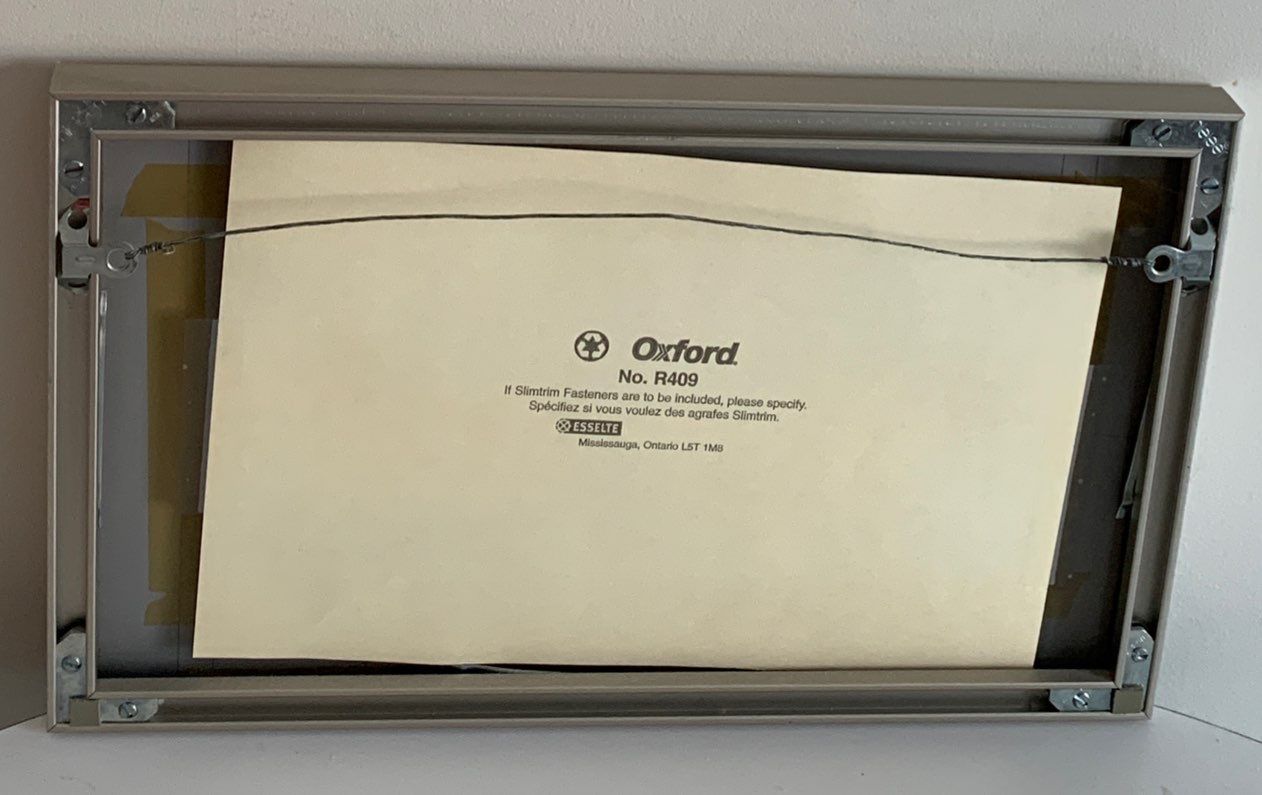 Oxford
No. R409
If Slimtrim Fasteners are to be included, please specify.
Spécifiez si vous voulez des agrafes Slimtrim.
ESSELTE
Mississauga, Ontario L5T 1M8